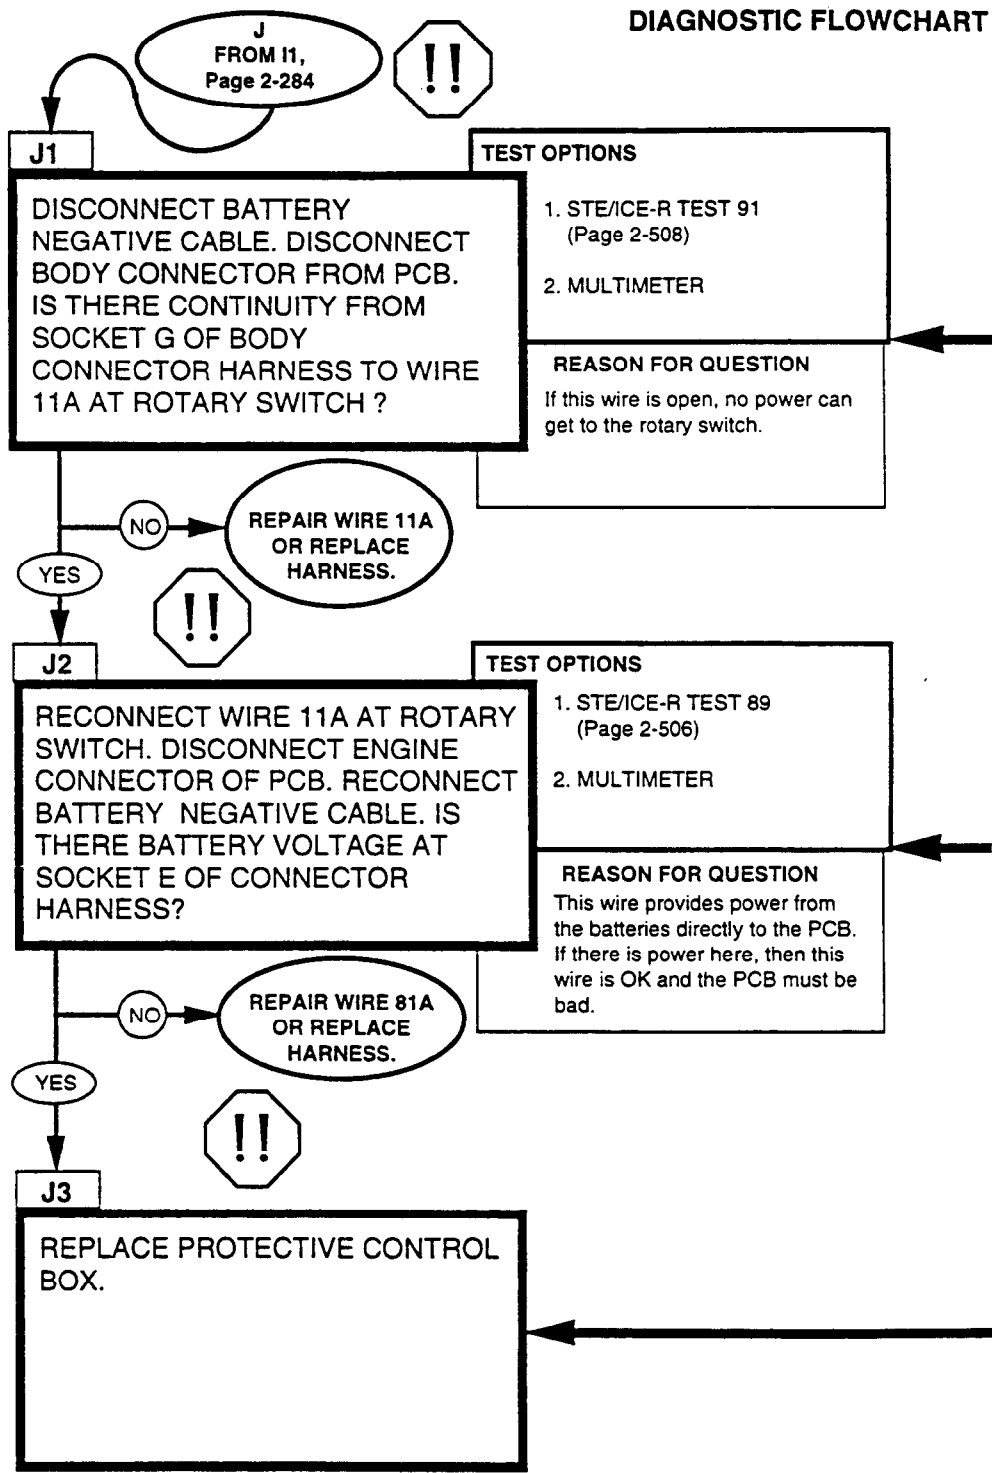 DIAGNOSTIC FLOWCHART
J
FROM I1,
Page 2-284
!!
J1
DISCONNECT BATTERY
NEGATIVE CABLE. DISCONNECT
BODY CONNECTOR FROM PCB.
IS THERE CONTINUITY FROM
SOCKET G OF BODY
CONNECTOR HARNESS TO WIRE
11A AT ROTARY SWITCH ?
TEST OPTIONS
1. STE/ICE-R TEST 91
(Page 2-508)
2. MULTIMETER
REASON FOR QUESTION
If this wire is open, no power can
get to the rotary switch.
NO
REPAIR WIRE 11A
OR REPLACE
HARNESS.
YES
!!
J2
RECONNECT WIRE 11A AT ROTARY
SWITCH. DISCONNECT ENGINE
CONNECTOR OF PCB. RECONNECT
BATTERY NEGATIVE CABLE. IS
THERE BATTERY VOLTAGE AT
SOCKET E OF CONNECTOR
HARNESS?
TEST OPTIONS
1. STE/ICE-R TEST 89
(Page 2-506)
2. MULTIMETER
REASON FOR QUESTION
This wire provides power from
the batteries directly to the PCB.
If there is power here, then this
wire is OK and the PCB must be
bad.
NO
REPAIR WIRE 81A
OR REPLACE
HARNESS.
YES
!!
J3
REPLACE PROTECTIVE CONTROL
BOX.